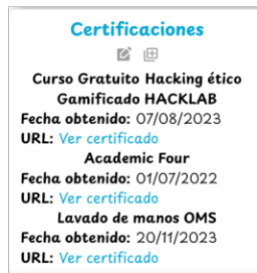 Certificaciones
Curso Gratuito Hacking ético
Gamificado HACKLAB
Fecha obtenido: 07/08/2023
URL: Ver certificado
Academic Four
Fecha obtenido: 01/07/2022
URL: Ver certificado
Lavado de manos OMS
Fecha obtenido: 20/11/2023
URL: Ver certificado